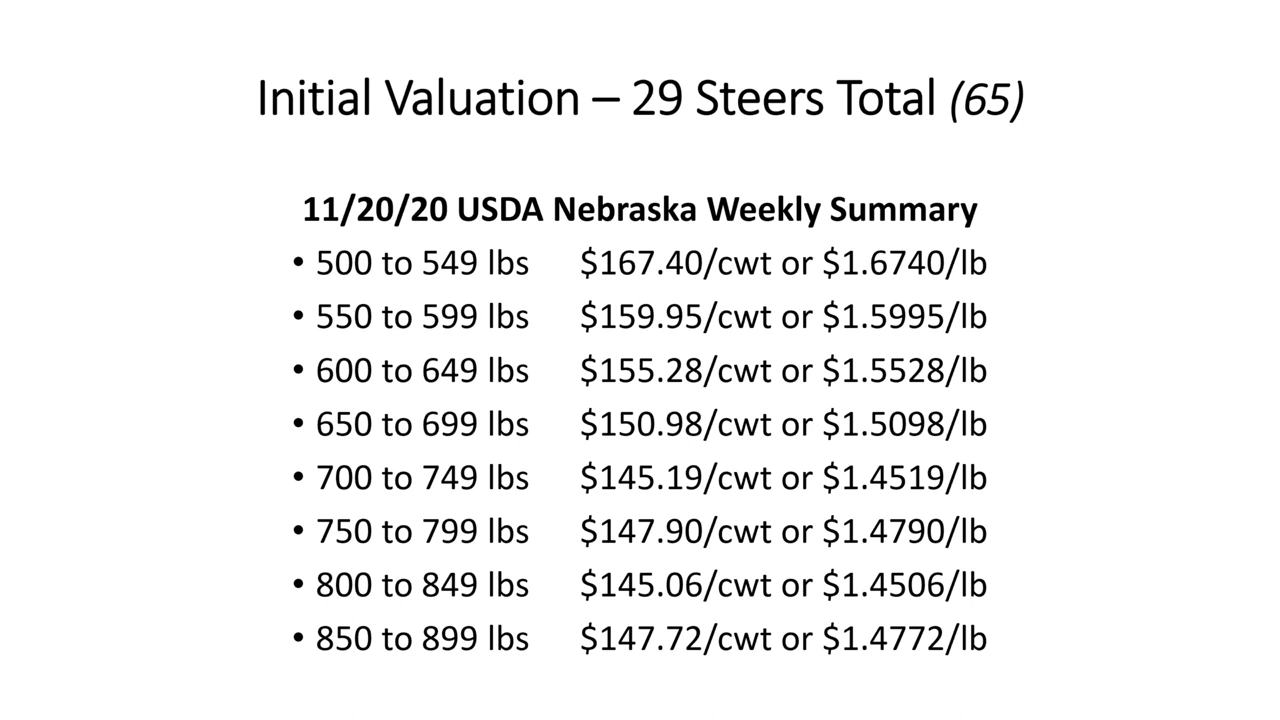 Initial Valuation – 29 Steers Total (65)
11/20/20 USDA Nebraska Weekly Summary
• 500 to 549 lbs $167.40/cwt or $1.6740/lb
• 550 to 599 lbs $159.95/cwt or $1.5995/lb
• 600 to 649 lbs $155.28/cwt or $1.5528/lb
• 650 to 699 lbs $150.98/cwt or $1.5098/lb
• 700 to 749 lbs $145.19/cwt or $1.4519/lb
• 750 to 799 lbs $147.90/cwt or $1.4790/lb
• 800 to 849 lbs $145.06/cwt or $1.4506/lb
• 850 to 899 lbs $147.72/cwt or $1.4772/lb